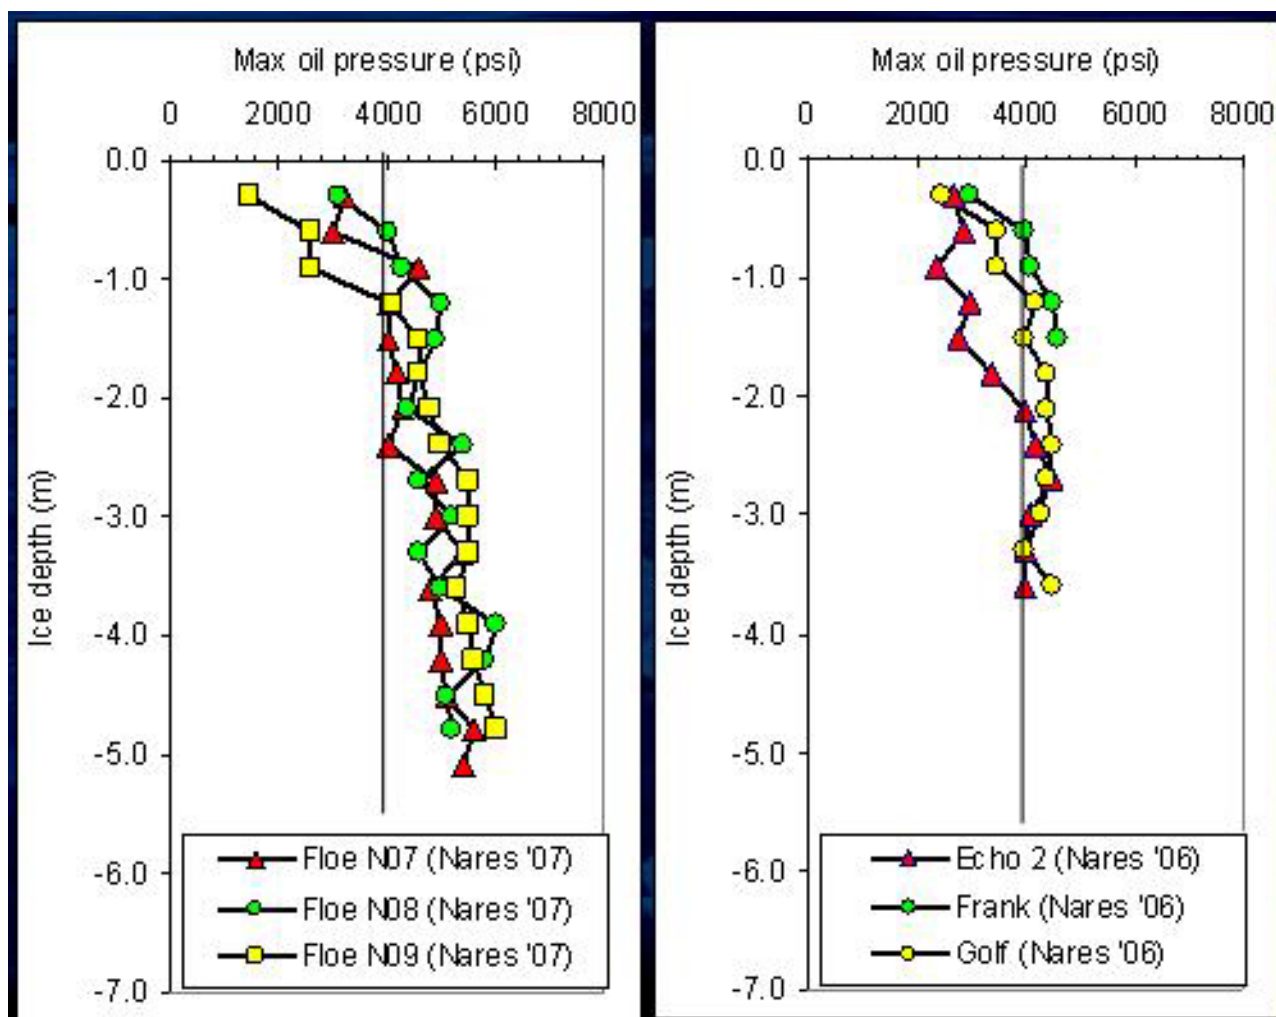 Max oil pressure (psi)
0 2000 4000 6000 8000
0.0
-1.0
-2.0
-3.0
-4.0
-5.0
-6.0
-7.0
Ice depth (m)
Floe N07 (Nares '07)
Floe N08 (Nares '07)
Floe N09 (Nares '07)
Max oil pressure (psi)
0 2000 4000 6000 8000
0.0
-1.0
-2.0
-3.0
-4.0
-5.0
-6.0
-7.0
Ice depth (m)
Echo 2 (Nares '06)
Frank (Nares '06)
Golf (Nares '06)